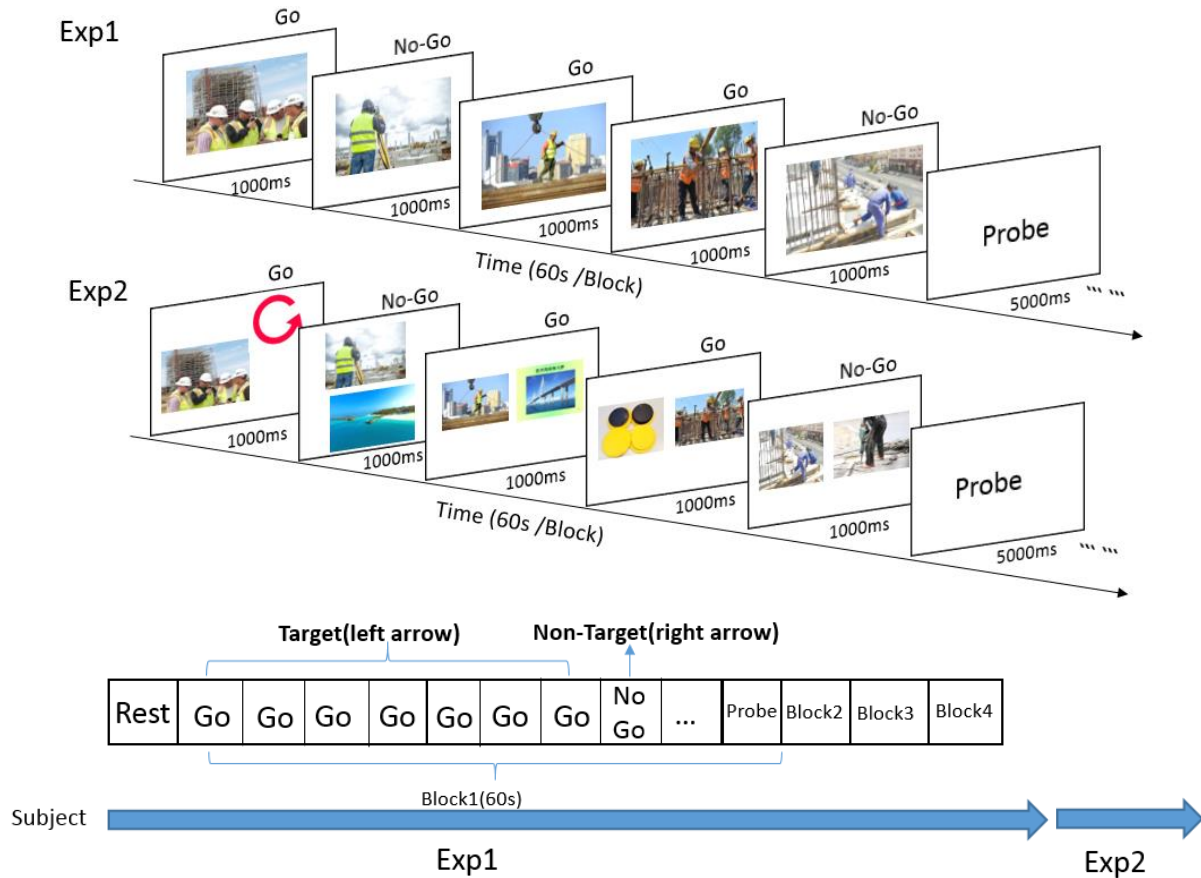 Exp1
Go
No-Go
Go
Go
No-Go
Probe
1000ms
1000ms
1000ms
1000ms
1000ms
5000ms
... ...
Time (60s /Block)
Exp2
Go
No-Go
Go
Go
No-Go
Probe
1000ms
1000ms
1000ms
1000ms
1000ms
5000ms
... ...
Time (60s /Block)
Target(left arrow)
Non-Target(right arrow)
Rest
Go
Go
Go
Go
Go
Go
Go
No
Go
...
Probe
Block2
Block3
Block4
Block1(60s)
Subject
Exp1
Exp2